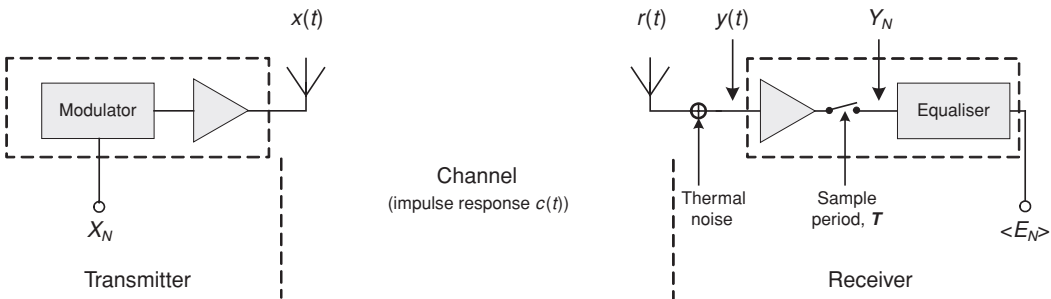 x(t)
r(t)
y(t)
Y_N
Modulator
Equaliser
Channel
(impulse response c(t))
Thermal
noise
Sample
period, T
X_N
<E_N>
Transmitter
Receiver